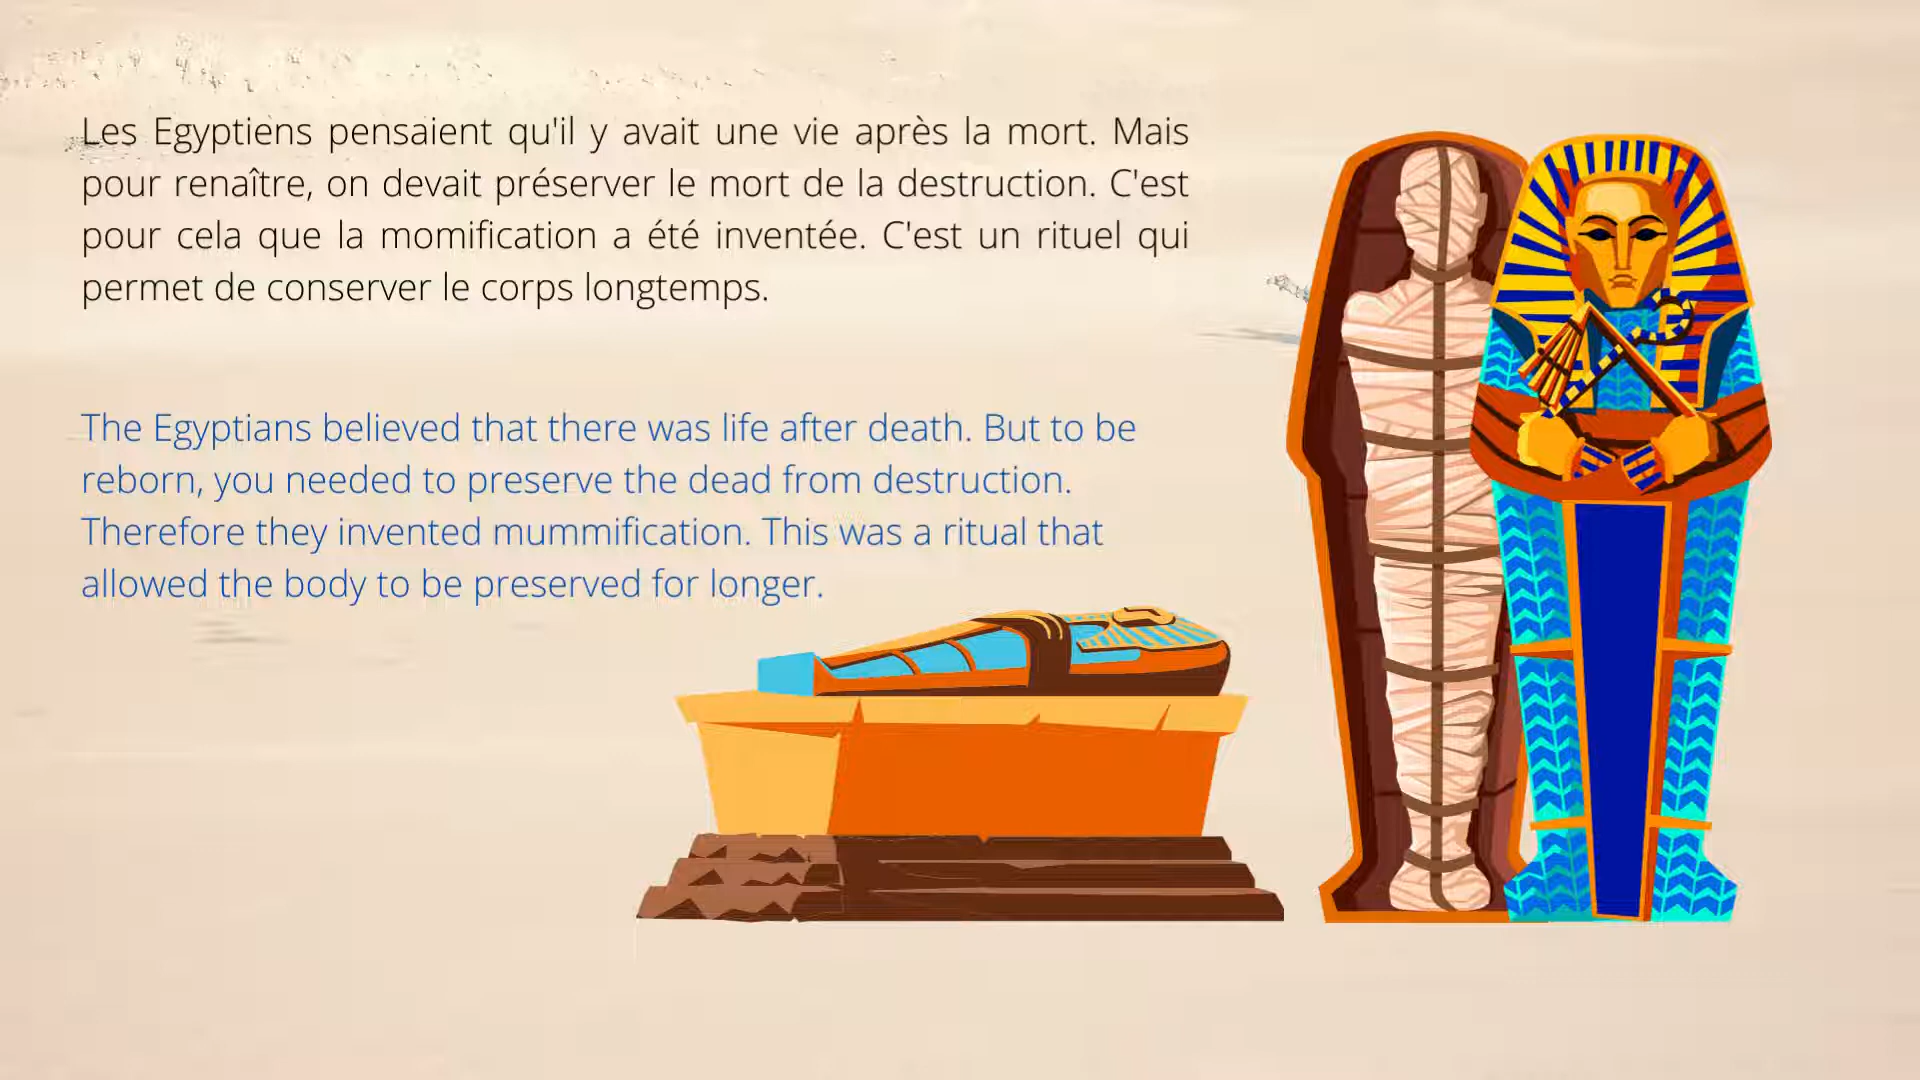 Les Egyptiens pensaient qu'il y avait une vie après la mort. Mais
pour renaître, on devait préserver le mort de la destruction. C'est
pour cela que la momification a été inventée. C'est un rituel qui
permet de conserver le corps longtemps.
The Egyptians believed that there was life after death. But to be
reborn, you needed to preserve the dead from destruction.
Therefore they invented mummification. This was a ritual that
allowed the body to be preserved for longer.